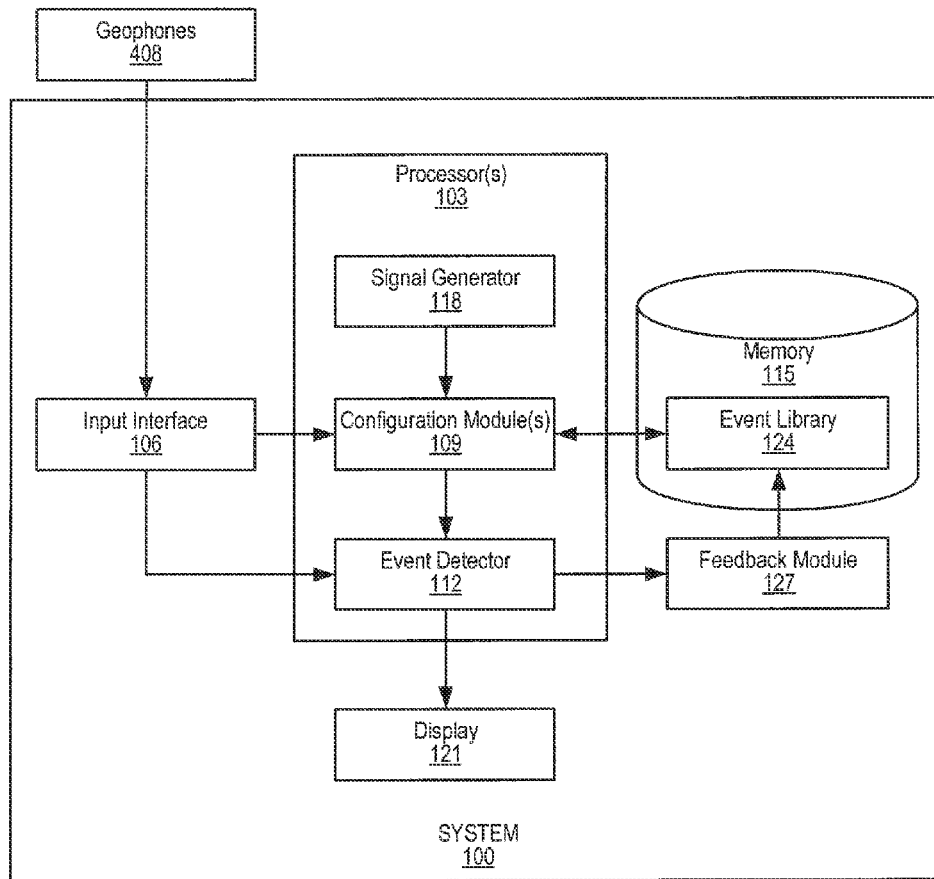 Geophones
408
Processor(s)
103
Signal Generator
118
Memory
115
Input Interface
106
Configuration Module(s)
109
Event Library
124
Event Detector
112
Feedback Module
127
Display
121
SYSTEM
100